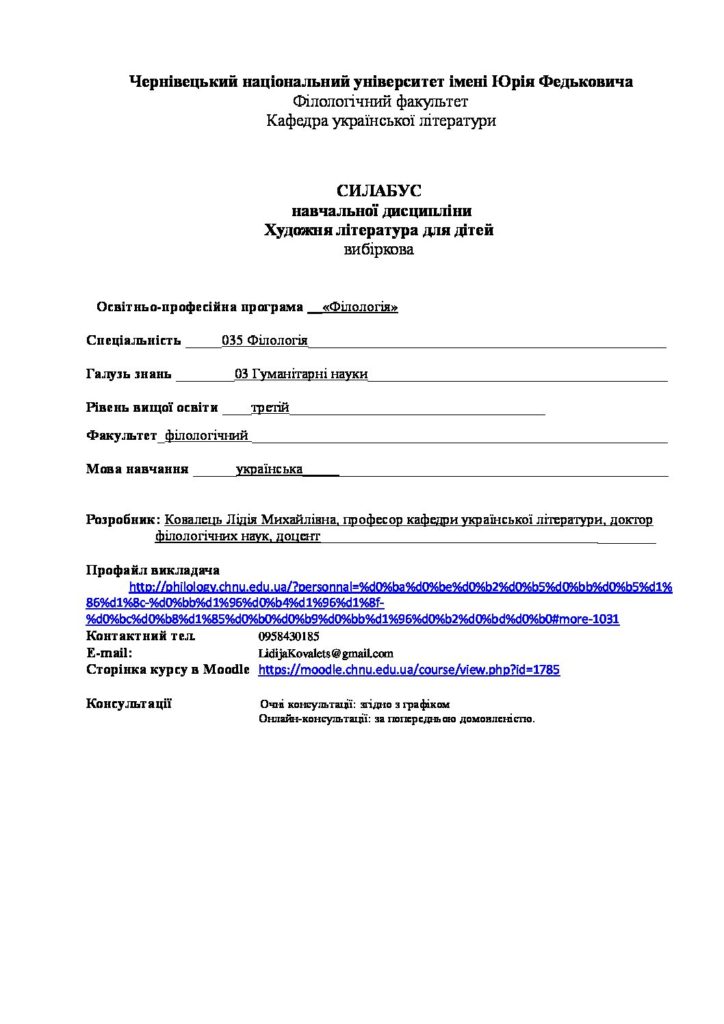 Чернівецький національний університет імені Юрія Федьковича
Філологічний факультет
Кафедра української літератури
СИЛАБУС
навчальної дисципліни
Художня література для дітей
вибіркова
Освітньо-професійна програма __«Філологія»
Спеціальність _____035 Філологія
Галузь знань ________03 Гуманітарні науки
Рівень вищої освіти ____третій
Факультет_філологічний
Мова навчання ______українська_____
Розробник: Ковалець Лідія Михайлівна, професор кафедри української літератури, доктор
філологічних наук, доцент
Профайл викладача
http://philology.chnu.edu.ua/?personnal=%d0%ba%d0%be%d0%b2%d0%b5%d0%bb%d0%b5%d1%
86%d1%8c-%d0%bb%d1%96%d0%b4%d1%96%d1%8f-
%d0%bc%d0%b8%d1%85%d0%b0%d0%b9%d0%bb%d1%96%d0%b2%d0%bd%d0%b0#more-1031
Контактний тел. 0958430185
E-mail: LidijaKovalets@gmail.com
Сторінка курсу в Moodle https://moodle.chnu.edu.ua/course/view.php?id=1785
Консультації Очні консультації: згідно з графіком
Онлайн-консультації: за попередньою домовленістю.